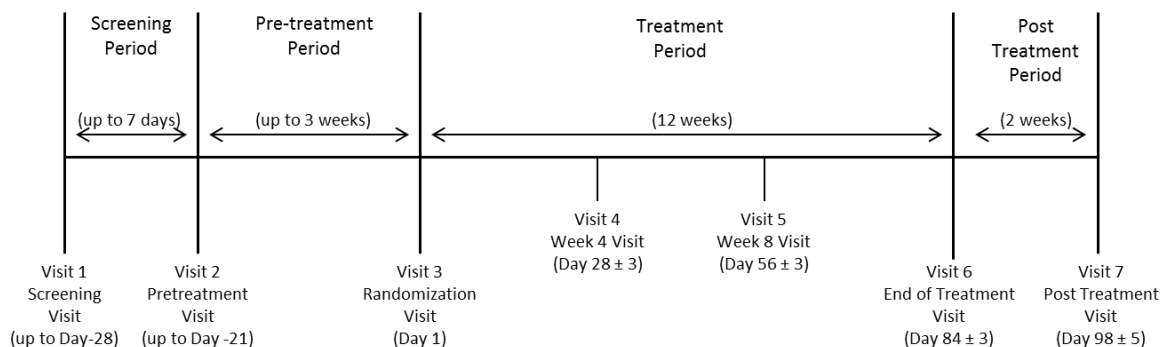 Screening
Period
Pre-treatment
Period
Treatment
Period
Post
Treatment
Period
(up to 7 days)
(up to 3 weeks)
(12 weeks)
(2 weeks)
Visit 4
Week 4 Visit
(Day 28 ± 3)
Visit 5
Week 8 Visit
(Day 56 ± 3)
Visit 1
Screening
Visit
(up to Day-28)
Visit 2
Pretreatment
Visit
(up to Day -21)
Visit 3
Randomization
Visit
(Day 1)
Visit 6
End of Treatment
Visit
(Day 84 ± 3)
Visit 7
Post Treatment
Visit
(Day 98 ± 5)